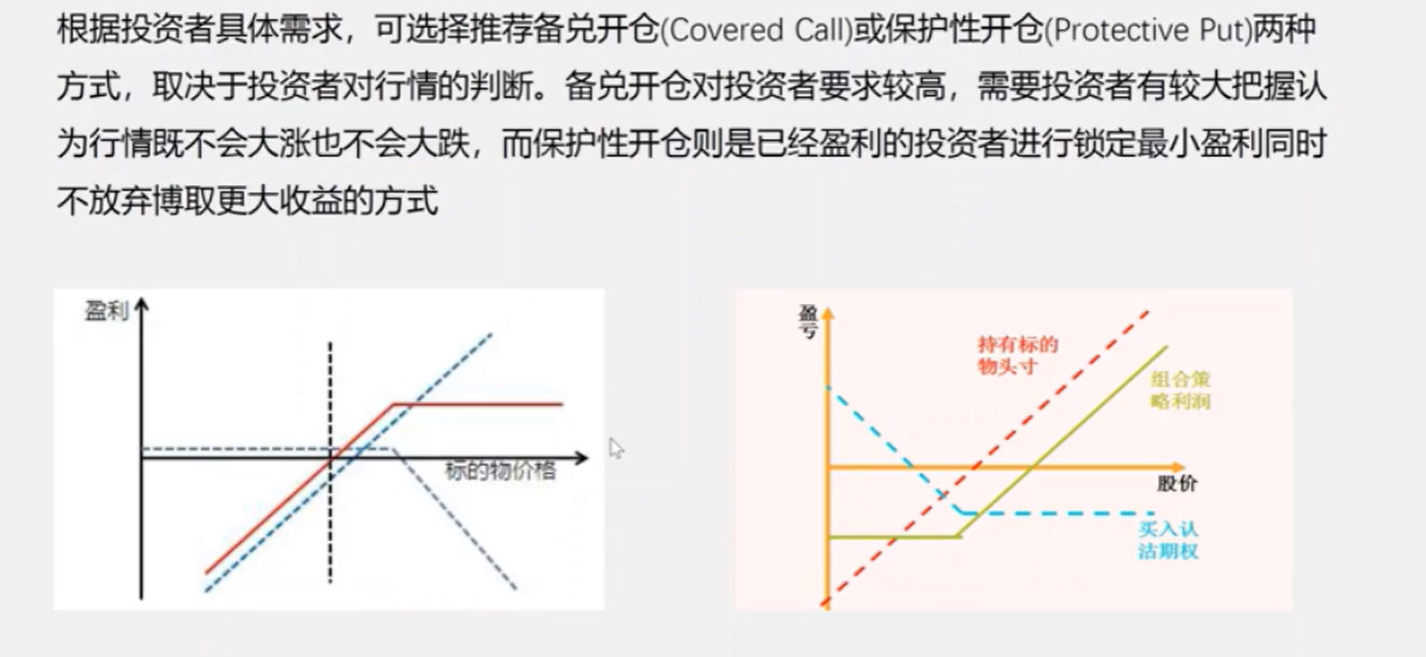 根据投资者具体需求，可选择推荐备兑开仓(Covered Call)或保护性开仓(Protective Put)两种
方式，取决于投资者对行情的判断。备兑开仓对投资者要求较高，需要投资者有较大把握认
为行情既不会大涨也不会大跌，而保护性开仓则是已经盈利的投资者进行锁定最小盈利同时
不放弃博取更大收益的方式
盈利
标的物价格
盈
亏
持有标的
物头寸
组合策
略利润
股价
买入认
沽期权